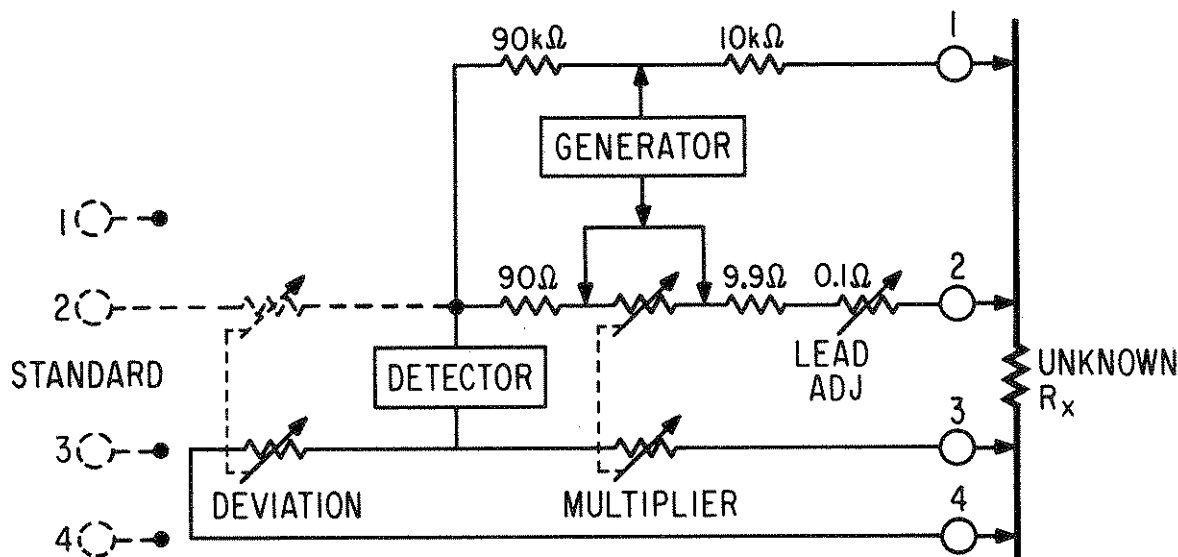 90kΩ 10kΩ 1
GENERATOR
1
2 90Ω 9.9Ω 0.1Ω 2
STANDARD DETECTOR LEAD ADJ UNKNOWN Rx
3 3
DEVIATION MULTIPLIER
4 4